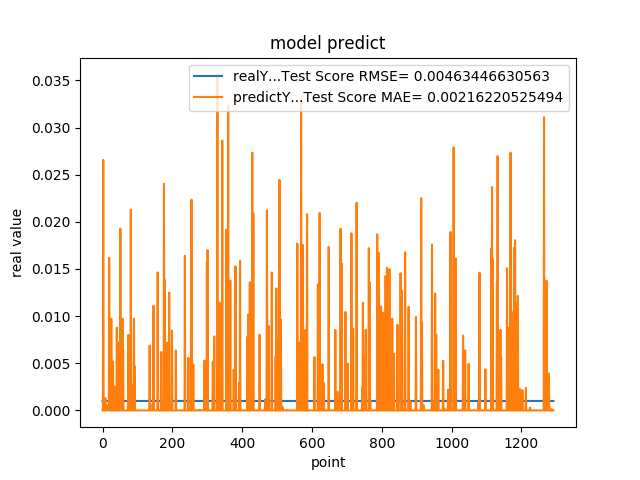 model predict
realY...Test Score RMSE= 0.00463446630563
predictY...Test Score MAE= 0.00216220525494
real value
0.035
0.030
0.025
0.020
0.015
0.010
0.005
0.000
0 200 400 600 800 1000 1200
point